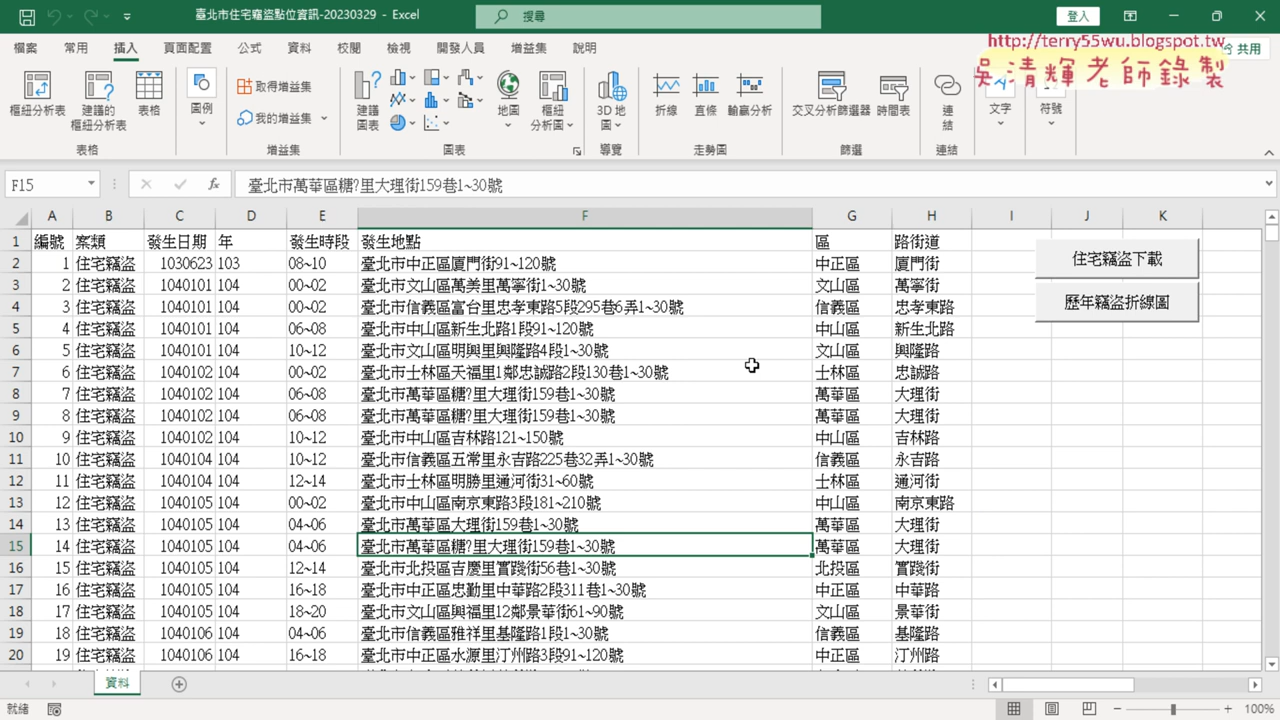 臺北市住宅竊盜點位資訊-20230329 - Excel
搜尋
登入
檔案 常用 插入 頁面配置 公式 資料 校閱 檢視 開發人員 增益集 說明
共用
http://terry55wu.blogspot.tw
吳清輝老師錄製
樞紐分析表 建議的樞紐分析表 表格 圖例 取得增益集 我的增益集 建議圖表 地圖 樞紐分析圖 3D 地圖 折線 直條 輸贏分析 交叉分析篩選器 時間表 連結 文字 符號
表格 增益集 圖表 導覽 走勢圖 篩選 連結
F15 fx 臺北市萬華區糖?里大理街159巷1~30號
A B C D E F G H I J K
1 編號 案類 發生日期 年 發生時段 發生地點 區 路街道
2 1 住宅竊盜 1030623 103 08~10 臺北市中正區廈門街91~120號 中正區 廈門街
3 2 住宅竊盜 1040101 104 00~02 臺北市文山區萬美里萬寧街1~30號 文山區 萬寧街
4 3 住宅竊盜 1040101 104 00~02 臺北市信義區富台里忠孝東路5段295巷6弄1~30號 信義區 忠孝東路
5 4 住宅竊盜 1040101 104 06~08 臺北市中山區新生北路1段91~120號 中山區 新生北路
6 5 住宅竊盜 1040101 104 10~12 臺北市文山區明興里興隆路4段1~30號 文山區 興隆路
7 6 住宅竊盜 1040102 104 00~02 臺北市士林區天福里1鄰忠誠路2段130巷1~30號 士林區 忠誠路
8 7 住宅竊盜 1040102 104 06~08 臺北市萬華區糖?里大理街159巷1~30號 萬華區 大理街
9 8 住宅竊盜 1040102 104 06~08 臺北市萬華區糖?里大理街159巷1~30號 萬華區 大理街
10 9 住宅竊盜 1040102 104 10~12 臺北市中山區吉林路121~150號 中山區 吉林路
11 10 住宅竊盜 1040104 104 10~12 臺北市信義區五常里永吉路225巷32弄1~30號 信義區 永吉路
12 11 住宅竊盜 1040104 104 12~14 臺北市士林區明勝里通河街31~60號 士林區 通河街
13 12 住宅竊盜 1040105 104 00~02 臺北市中山區南京東路3段181~210號 中山區 南京東路
14 13 住宅竊盜 1040105 104 04~06 臺北市萬華區大理街159巷1~30號 萬華區 大理街
15 14 住宅竊盜 1040105 104 04~06 臺北市萬華區糖?里大理街159巷1~30號 萬華區 大理街
16 15 住宅竊盜 1040105 104 12~14 臺北市北投區吉慶里實踐街56巷1~30號 北投區 實踐街
17 16 住宅竊盜 1040105 104 16~18 臺北市中正區忠勤里中華路2段311巷1~30號 中正區 中華路
18 17 住宅竊盜 1040105 104 18~20 臺北市文山區興福里12鄰景華街61~90號 文山區 景華街
19 18 住宅竊盜 1040106 104 04~06 臺北市信義區雅祥里基隆路1段1~30號 信義區 基隆路
20 19 住宅竊盜 1040106 104 16~18 臺北市中正區水源里汀州路3段91~120號 中正區 汀州路
住宅竊盜下載
歷年竊盜折線圖
資料
就緒
100%